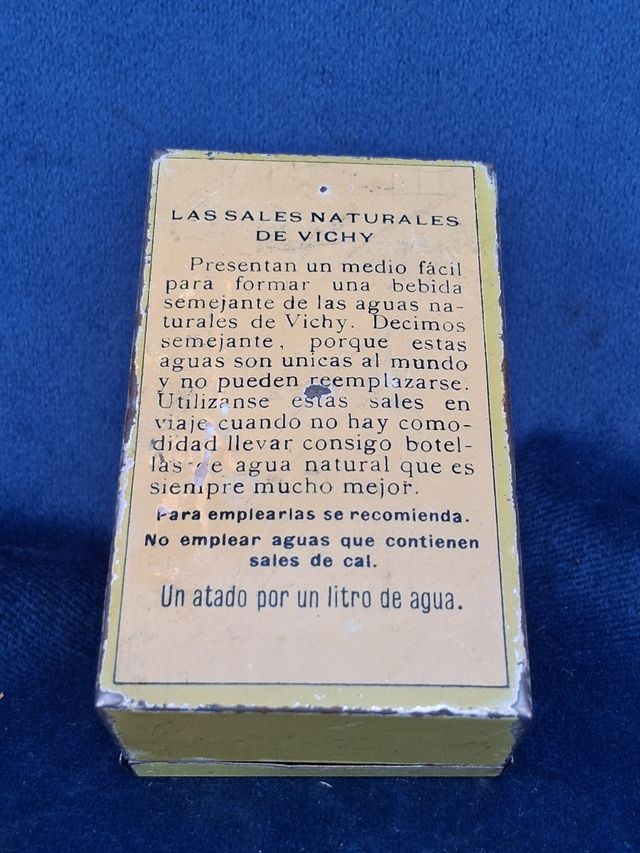 LAS SALES NATURALES
DE VICHY
Presentan un medio fácil
para formar una bebida
semejante de las aguas na-
turales de Vichy. Decimos
semejante, porque estas
aguas son unicas al mundo
y no pueden reemplazarse.
Utilizanse estas sales en
viaje cuando no hay como-
didad llevar consigo botel-
las de agua natural que es
siempre mucho mejor.
Para emplearlas se recomienda.
No emplear aguas que contienen
sales de cal.
Un atado por un litro de agua.